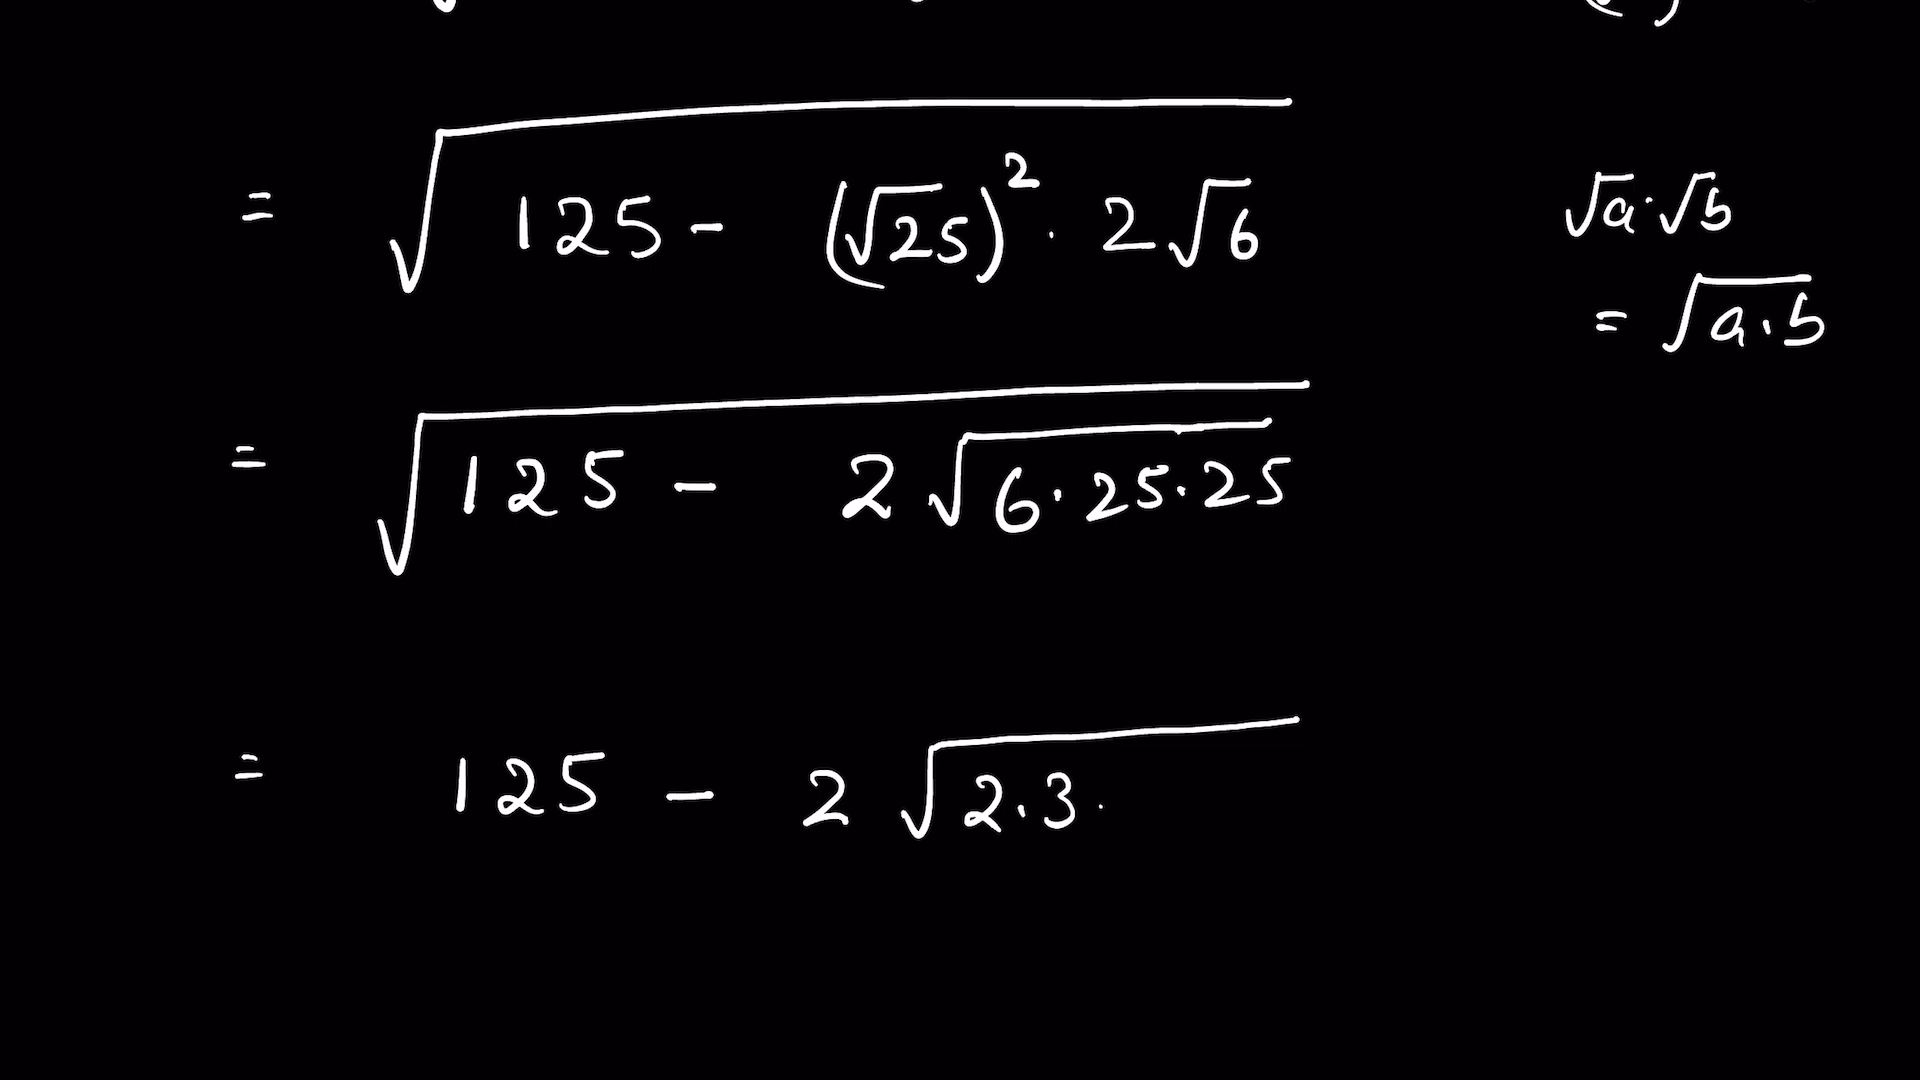 = √(125 - (√25)² · 2√6)
√a · √b
= √(a · b)
= √(125 - 2√(6 · 25 · 25))
= 125 - 2√(2 · 3 ·